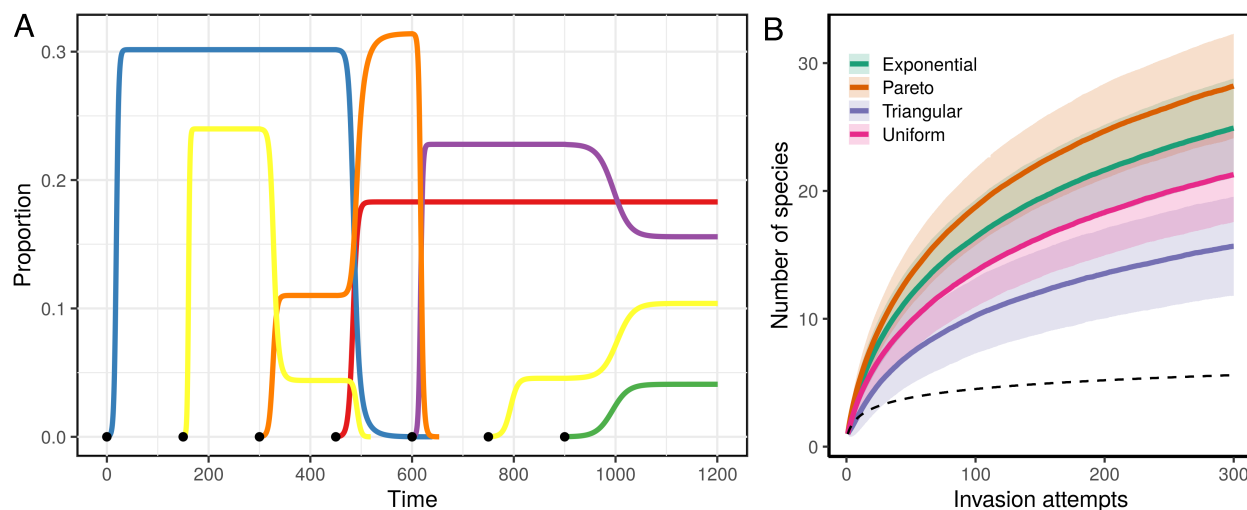 A
Proportion
0.3
0.2
0.1
0.0
0 200 400 600 800 1000 1200
Time
B
Number of species
30
20
10
0
Exponential
Pareto
Triangular
Uniform
0 100 200 300
Invasion attempts